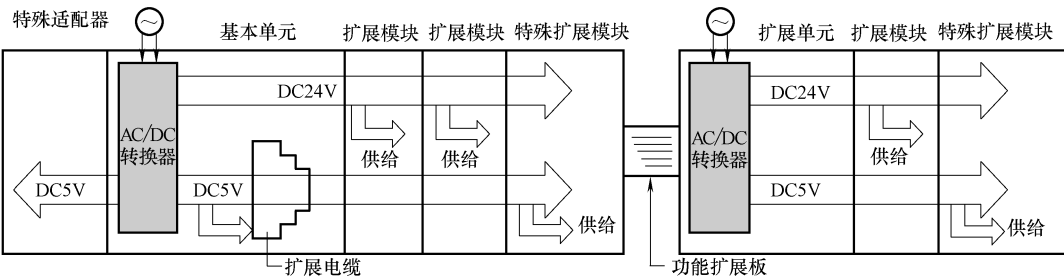 特殊适配器
基本单元
扩展模块
扩展模块
特殊扩展模块
扩展单元
扩展模块
特殊扩展模块
DC24V
DC24V
AC/DC
转换器
供给
供给
AC/DC
转换器
供给
DC5V
DC5V
DC5V
供给
供给
扩展电缆
功能扩展板